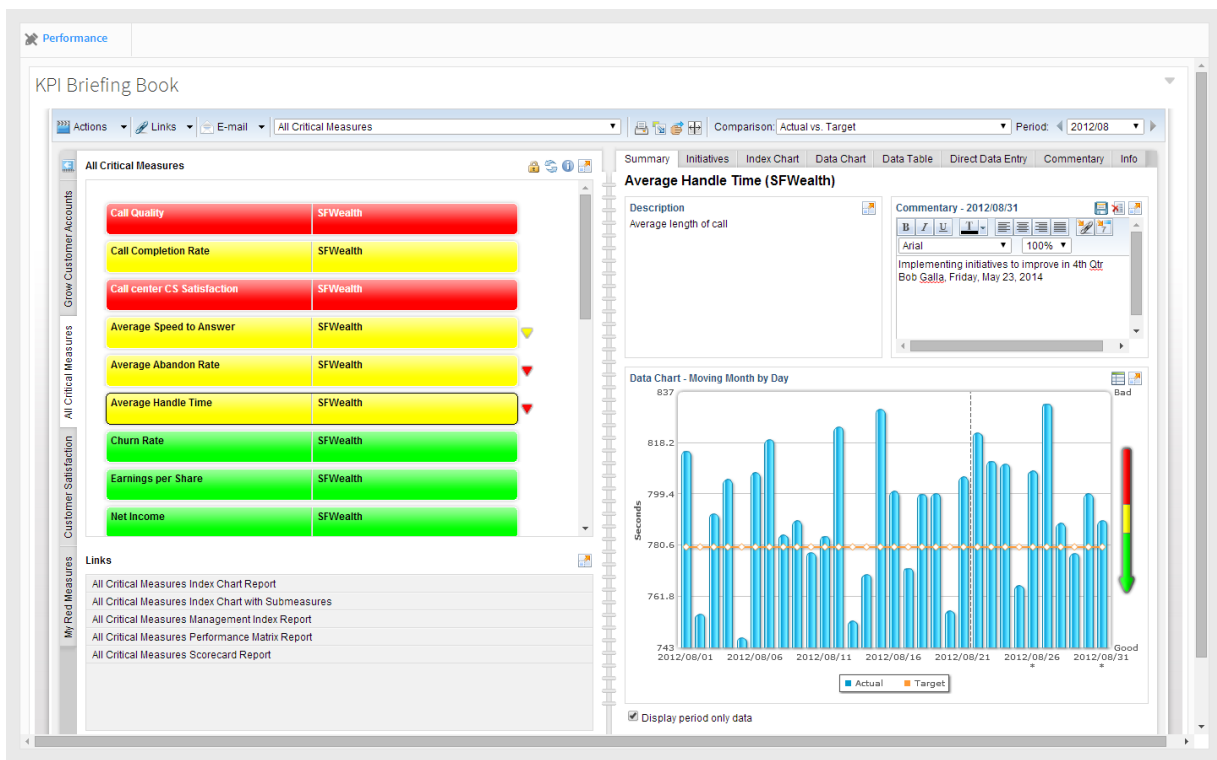 Performance
KPI Briefing Book
Actions Links E-mail All Critical Measures Comparison: Actual vs. Target Period: 2012/08
All Critical Measures
Grow Customer Accounts
All Critical Measures
Customer Satisfaction
My Red Measures
Call Quality SFWealth
Call Completion Rate SFWealth
Call center CS Satisfaction SFWealth
Average Speed to Answer SFWealth
Average Abandon Rate SFWealth
Average Handle Time SFWealth
Churn Rate SFWealth
Earnings per Share SFWealth
Net Income SFWealth
Links
All Critical Measures Index Chart Report
All Critical Measures Index Chart with Submeasures
All Critical Measures Management Index Report
All Critical Measures Performance Matrix Report
All Critical Measures Scorecard Report
Summary Initiatives Index Chart Data Chart Data Table Direct Data Entry Commentary Info
Average Handle Time (SFWealth)
Description
Average length of call
Commentary - 2012/08/31
B I U T
Arial 100%
Implementing initiatives to improve in 4th Qtr
Bob Galla, Friday, May 23, 2014
Data Chart - Moving Month by Day
837 Bad
818.2
799.4
780.6
761.8
743 Good
Seconds
2012/08/01 2012/08/06 2012/08/11 2012/08/16 2012/08/21 2012/08/26 2012/08/31
* *
Actual Target
Display period only data